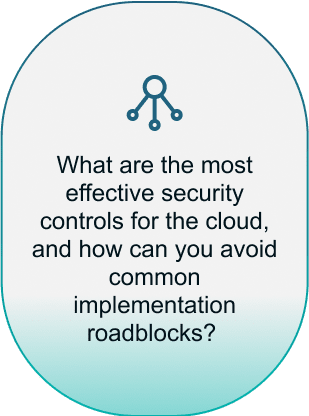 What are the most
effective security
controls for the cloud,
and how can you avoid
common
implementation
roadblocks?